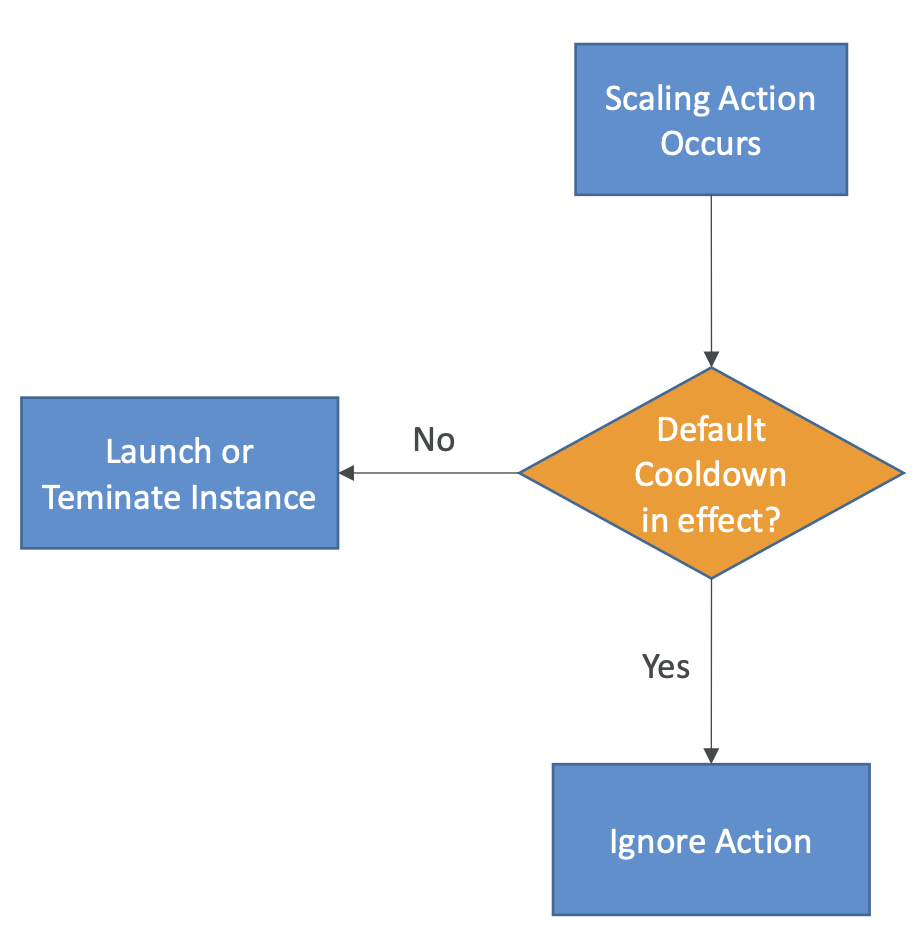 Scaling Action
Occurs
Default
Cooldown
in effect?
No
Launch or
Teminate Instance
Yes
Ignore Action